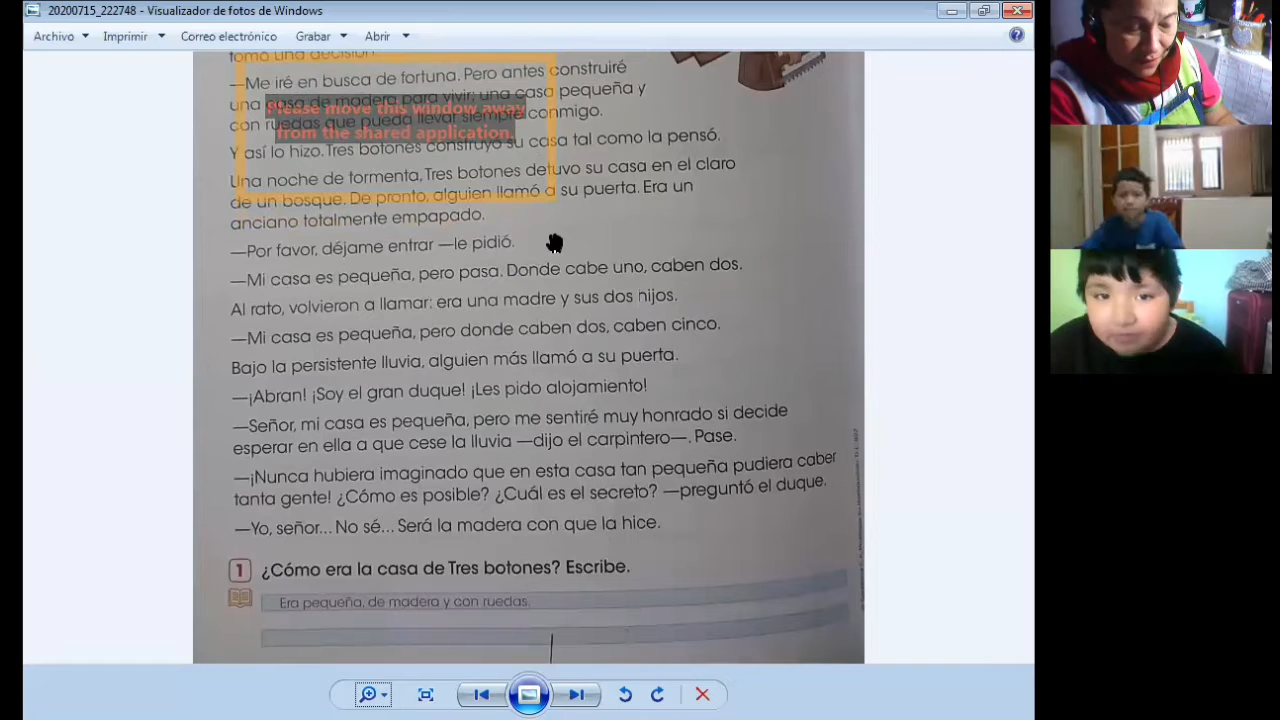 20200715_222748 - Visualizador de fotos de Windows
Archivo Imprimir Correo electrónico Grabar Abrir
tomó una decisión.
—Me iré en busca de fortuna. Pero antes construiré
una casa de madera para vivir; una casa pequeña y
Please move this window away
con ruedas que pueda llevar siempre conmigo.
from the shared application.
Y así lo hizo. Tres botones construyó su casa tal como la pensó.
Una noche de tormenta, Tres botones detuvo su casa en el claro
de un bosque. De pronto, alguien llamó a su puerta. Era un
anciano totalmente empapado.
—Por favor, déjame entrar —le pidió.
—Mi casa es pequeña, pero pasa. Donde cabe uno, caben dos.
Al rato, volvieron a llamar: era una madre y sus dos hijos.
—Mi casa es pequeña, pero donde caben dos, caben cinco.
Bajo la persistente lluvia, alguien más llamó a su puerta.
—¡Abran! ¡Soy el gran duque! ¡Les pido alojamiento!
—Señor, mi casa es pequeña, pero me sentiré muy honrado si decide
esperar en ella a que cese la lluvia —dijo el carpintero—. Pase.
—¡Nunca hubiera imaginado que en esta casa tan pequeña pudiera caber
tanta gente! ¿Cómo es posible? ¿Cuál es el secreto? —preguntó el duque.
—Yo, señor... No sé... Será la madera con que la hice.
1 ¿Cómo era la casa de Tres botones? Escribe.
Era pequeña, de madera y con ruedas.